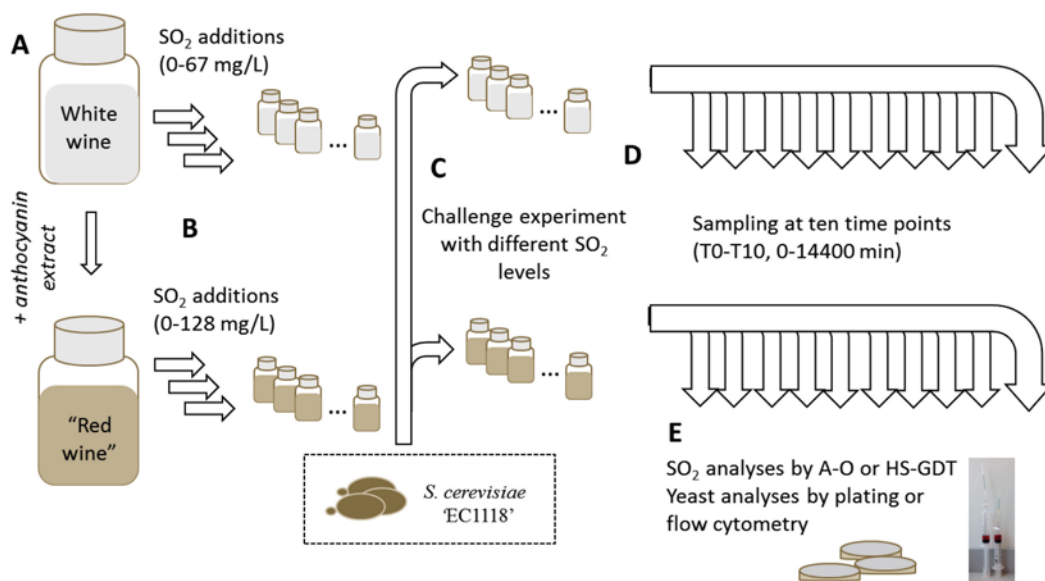 A
SO₂ additions
(0-67 mg/L)
White
wine
...
+ anthocyanin
extract
B
SO₂ additions
(0-128 mg/L)
"Red
wine"
...
...
C
Challenge experiment
with different SO₂
levels
...
S. cerevisiae
'EC1118'
D
Sampling at ten time points
(T0-T10, 0-14400 min)
E
SO₂ analyses by A-O or HS-GDT
Yeast analyses by plating or
flow cytometry